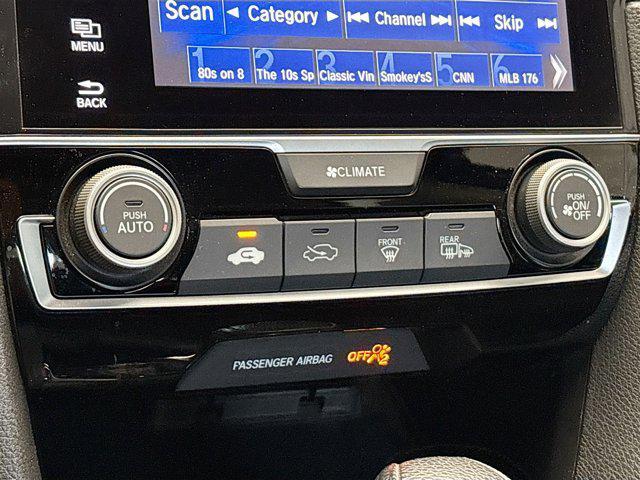 Scan Category Channel Skip
MENU
1 2 3 4 5 6
80s on 8 The 10s Sp Classic Vin Smokey'sS CNN MLB 176
BACK
CLIMATE
PUSH AUTO
PUSH ON/OFF
FRONT REAR
PASSENGER AIRBAG OFF 2